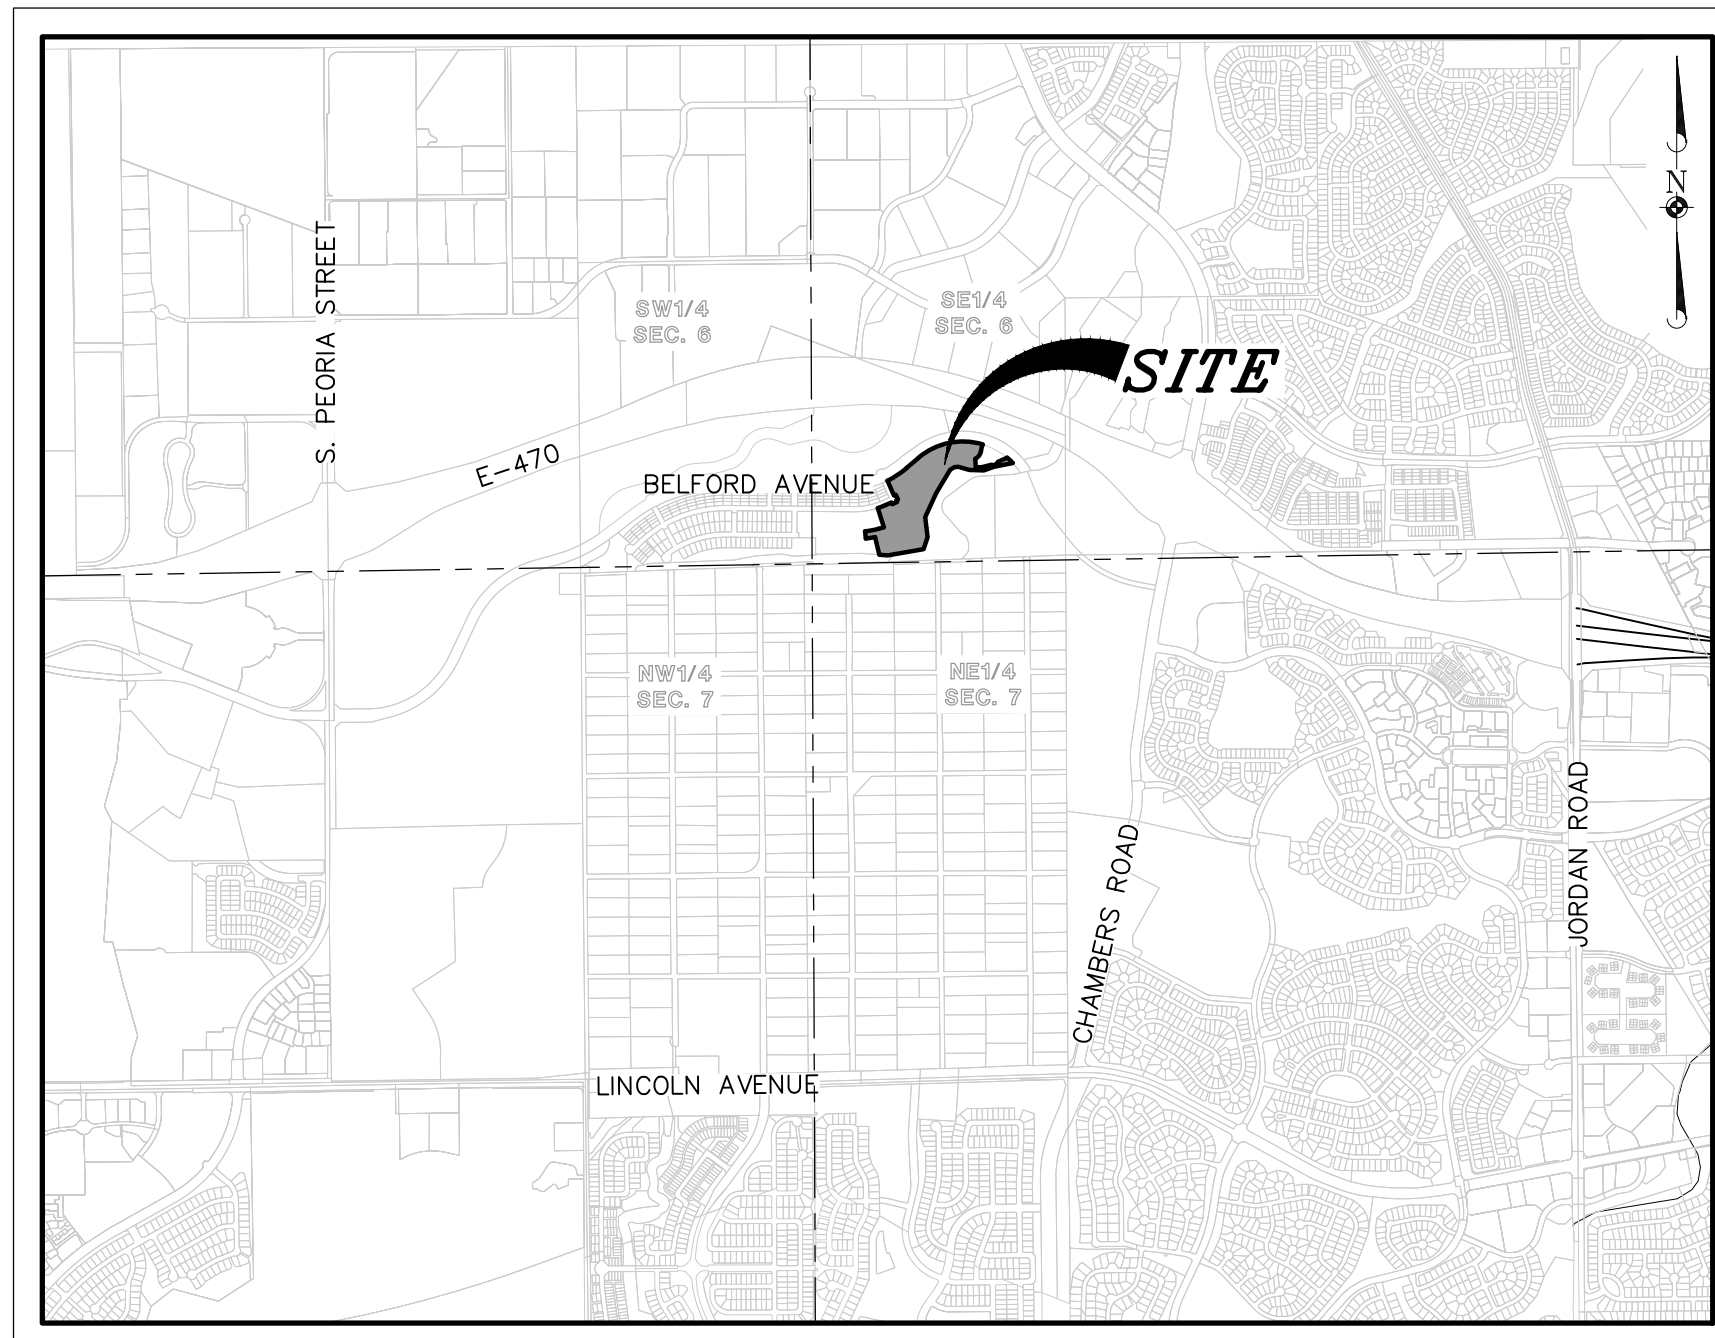 N
S. PEORIA STREET
SW1/4
SEC. 6
SE1/4
SEC. 6
SITE
E-470
BELFORD AVENUE
NW1/4
SEC. 7
NE1/4
SEC. 7
CHAMBERS ROAD
JORDAN ROAD
LINCOLN AVENUE